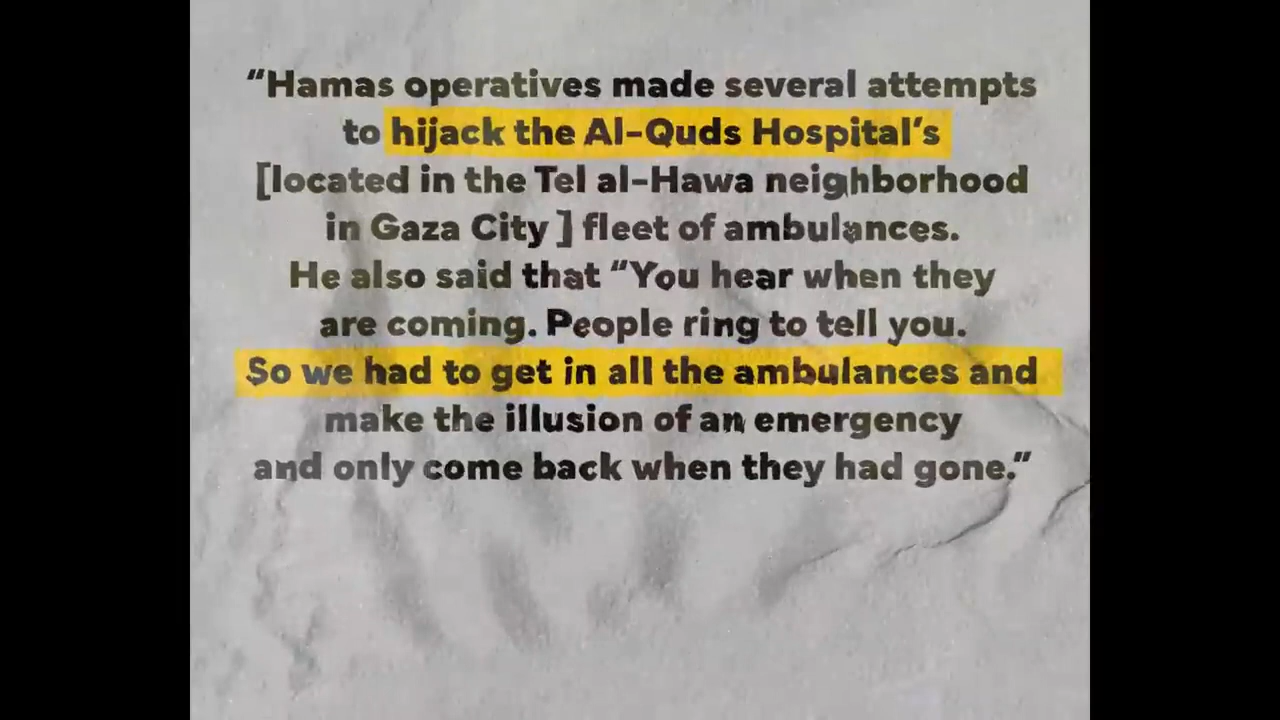 “Hamas operatives made several attempts
to hijack the Al-Quds Hospital’s
[located in the Tel al-Hawa neighborhood
in Gaza City ] fleet of ambulances.
He also said that “You hear when they
are coming. People ring to tell you.
So we had to get in all the ambulances and
make the illusion of an emergency
and only come back when they had gone.”